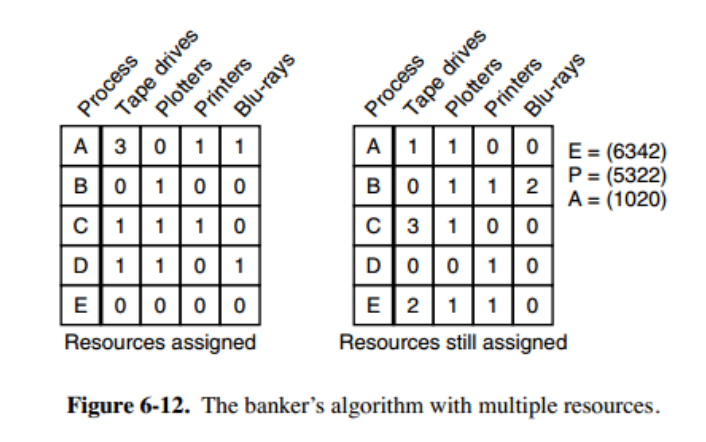 Process Tape drives Plotters Printers Blu-rays
A 3 0 1 1
B 0 1 0 0
C 1 1 1 0
D 1 1 0 1
E 0 0 0 0
Resources assigned
Process Tape drives Plotters Printers Blu-rays
A 1 1 0 0
B 0 1 1 2
C 3 1 0 0
D 0 0 1 0
E 2 1 1 0
Resources still assigned
E = (6342)
P = (5322)
A = (1020)
Figure 6-12. The banker’s algorithm with multiple resources.